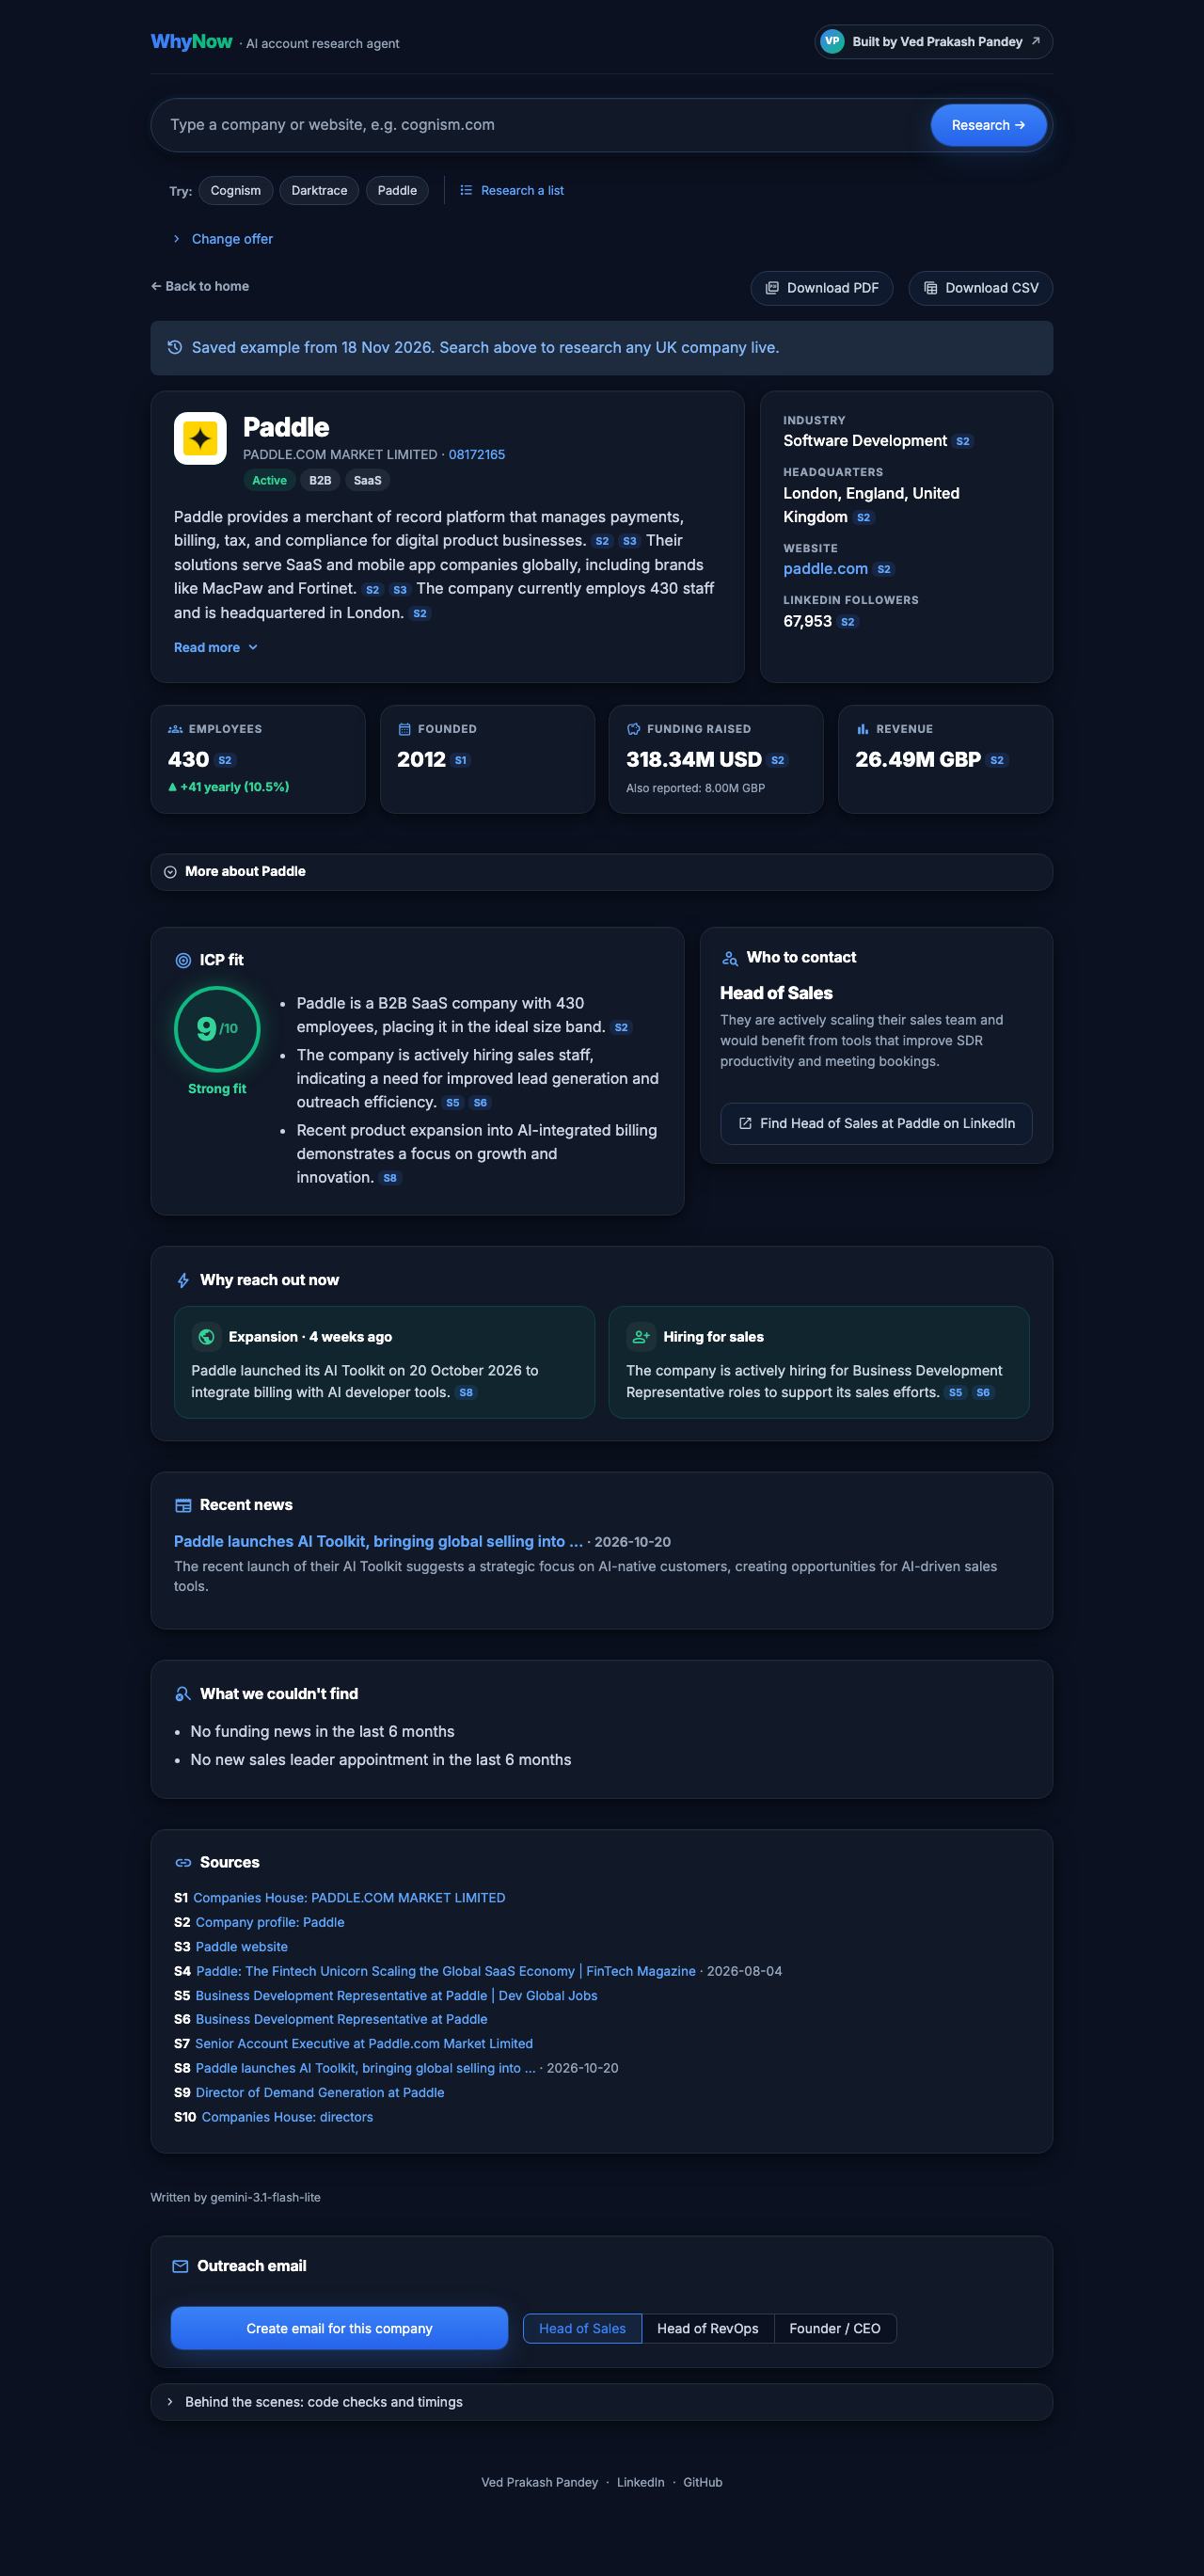 WhyNow · AI account research agent
VP Built by Ved Prakash Pandey ↗
Type a company or website, e.g. cognism.com
Research →
Try: Cognism Darktrace Paddle Research a list
Change offer
← Back to home
Download PDF Download CSV
Saved example from 18 Nov 2026. Search above to research any UK company live.
Paddle
PADDLE.COM MARKET LIMITED · 08172165
Active B2B SaaS
Paddle provides a merchant of record platform that manages payments,
billing, tax, and compliance for digital product businesses. S2 S3 Their
solutions serve SaaS and mobile app companies globally, including brands
like MacPaw and Fortinet. S2 S3 The company currently employs 430 staff
and is headquartered in London. S2
Read more
INDUSTRY
Software Development S2
HEADQUARTERS
London, England, United
Kingdom S2
WEBSITE
paddle.com S2
LINKEDIN FOLLOWERS
67,953 S2
EMPLOYEES
430 S2
▲ +41 yearly (10.5%)
FOUNDED
2012 S1
FUNDING RAISED
318.34M USD S2
Also reported: 8.00M GBP
REVENUE
26.49M GBP S2
More about Paddle
ICP fit
9/10
Strong fit
• Paddle is a B2B SaaS company with 430
employees, placing it in the ideal size band. S2
• The company is actively hiring sales staff,
indicating a need for improved lead generation and
outreach efficiency. S5 S6
• Recent product expansion into AI-integrated billing
demonstrates a focus on growth and
innovation. S8
Who to contact
Head of Sales
They are actively scaling their sales team and
would benefit from tools that improve SDR
productivity and meeting bookings.
Find Head of Sales at Paddle on LinkedIn
Why reach out now
Expansion · 4 weeks ago
Paddle launched its AI Toolkit on 20 October 2026 to
integrate billing with AI developer tools. S8
Hiring for sales
The company is actively hiring for Business Development
Representative roles to support its sales efforts. S5 S6
Recent news
Paddle launches AI Toolkit, bringing global selling into ... · 2026-10-20
The recent launch of their AI Toolkit suggests a strategic focus on AI-native customers, creating opportunities for AI-driven sales
tools.
What we couldn't find
• No funding news in the last 6 months
• No new sales leader appointment in the last 6 months
Sources
S1 Companies House: PADDLE.COM MARKET LIMITED
S2 Company profile: Paddle
S3 Paddle website
S4 Paddle: The Fintech Unicorn Scaling the Global SaaS Economy | FinTech Magazine · 2026-08-04
S5 Business Development Representative at Paddle | Dev Global Jobs
S6 Business Development Representative at Paddle
S7 Senior Account Executive at Paddle.com Market Limited
S8 Paddle launches AI Toolkit, bringing global selling into ... · 2026-10-20
S9 Director of Demand Generation at Paddle
S10 Companies House: directors
Written by gemini-3.1-flash-lite
Outreach email
Create email for this company
Head of Sales Head of RevOps Founder / CEO
Behind the scenes: code checks and timings
Ved Prakash Pandey · LinkedIn · GitHub